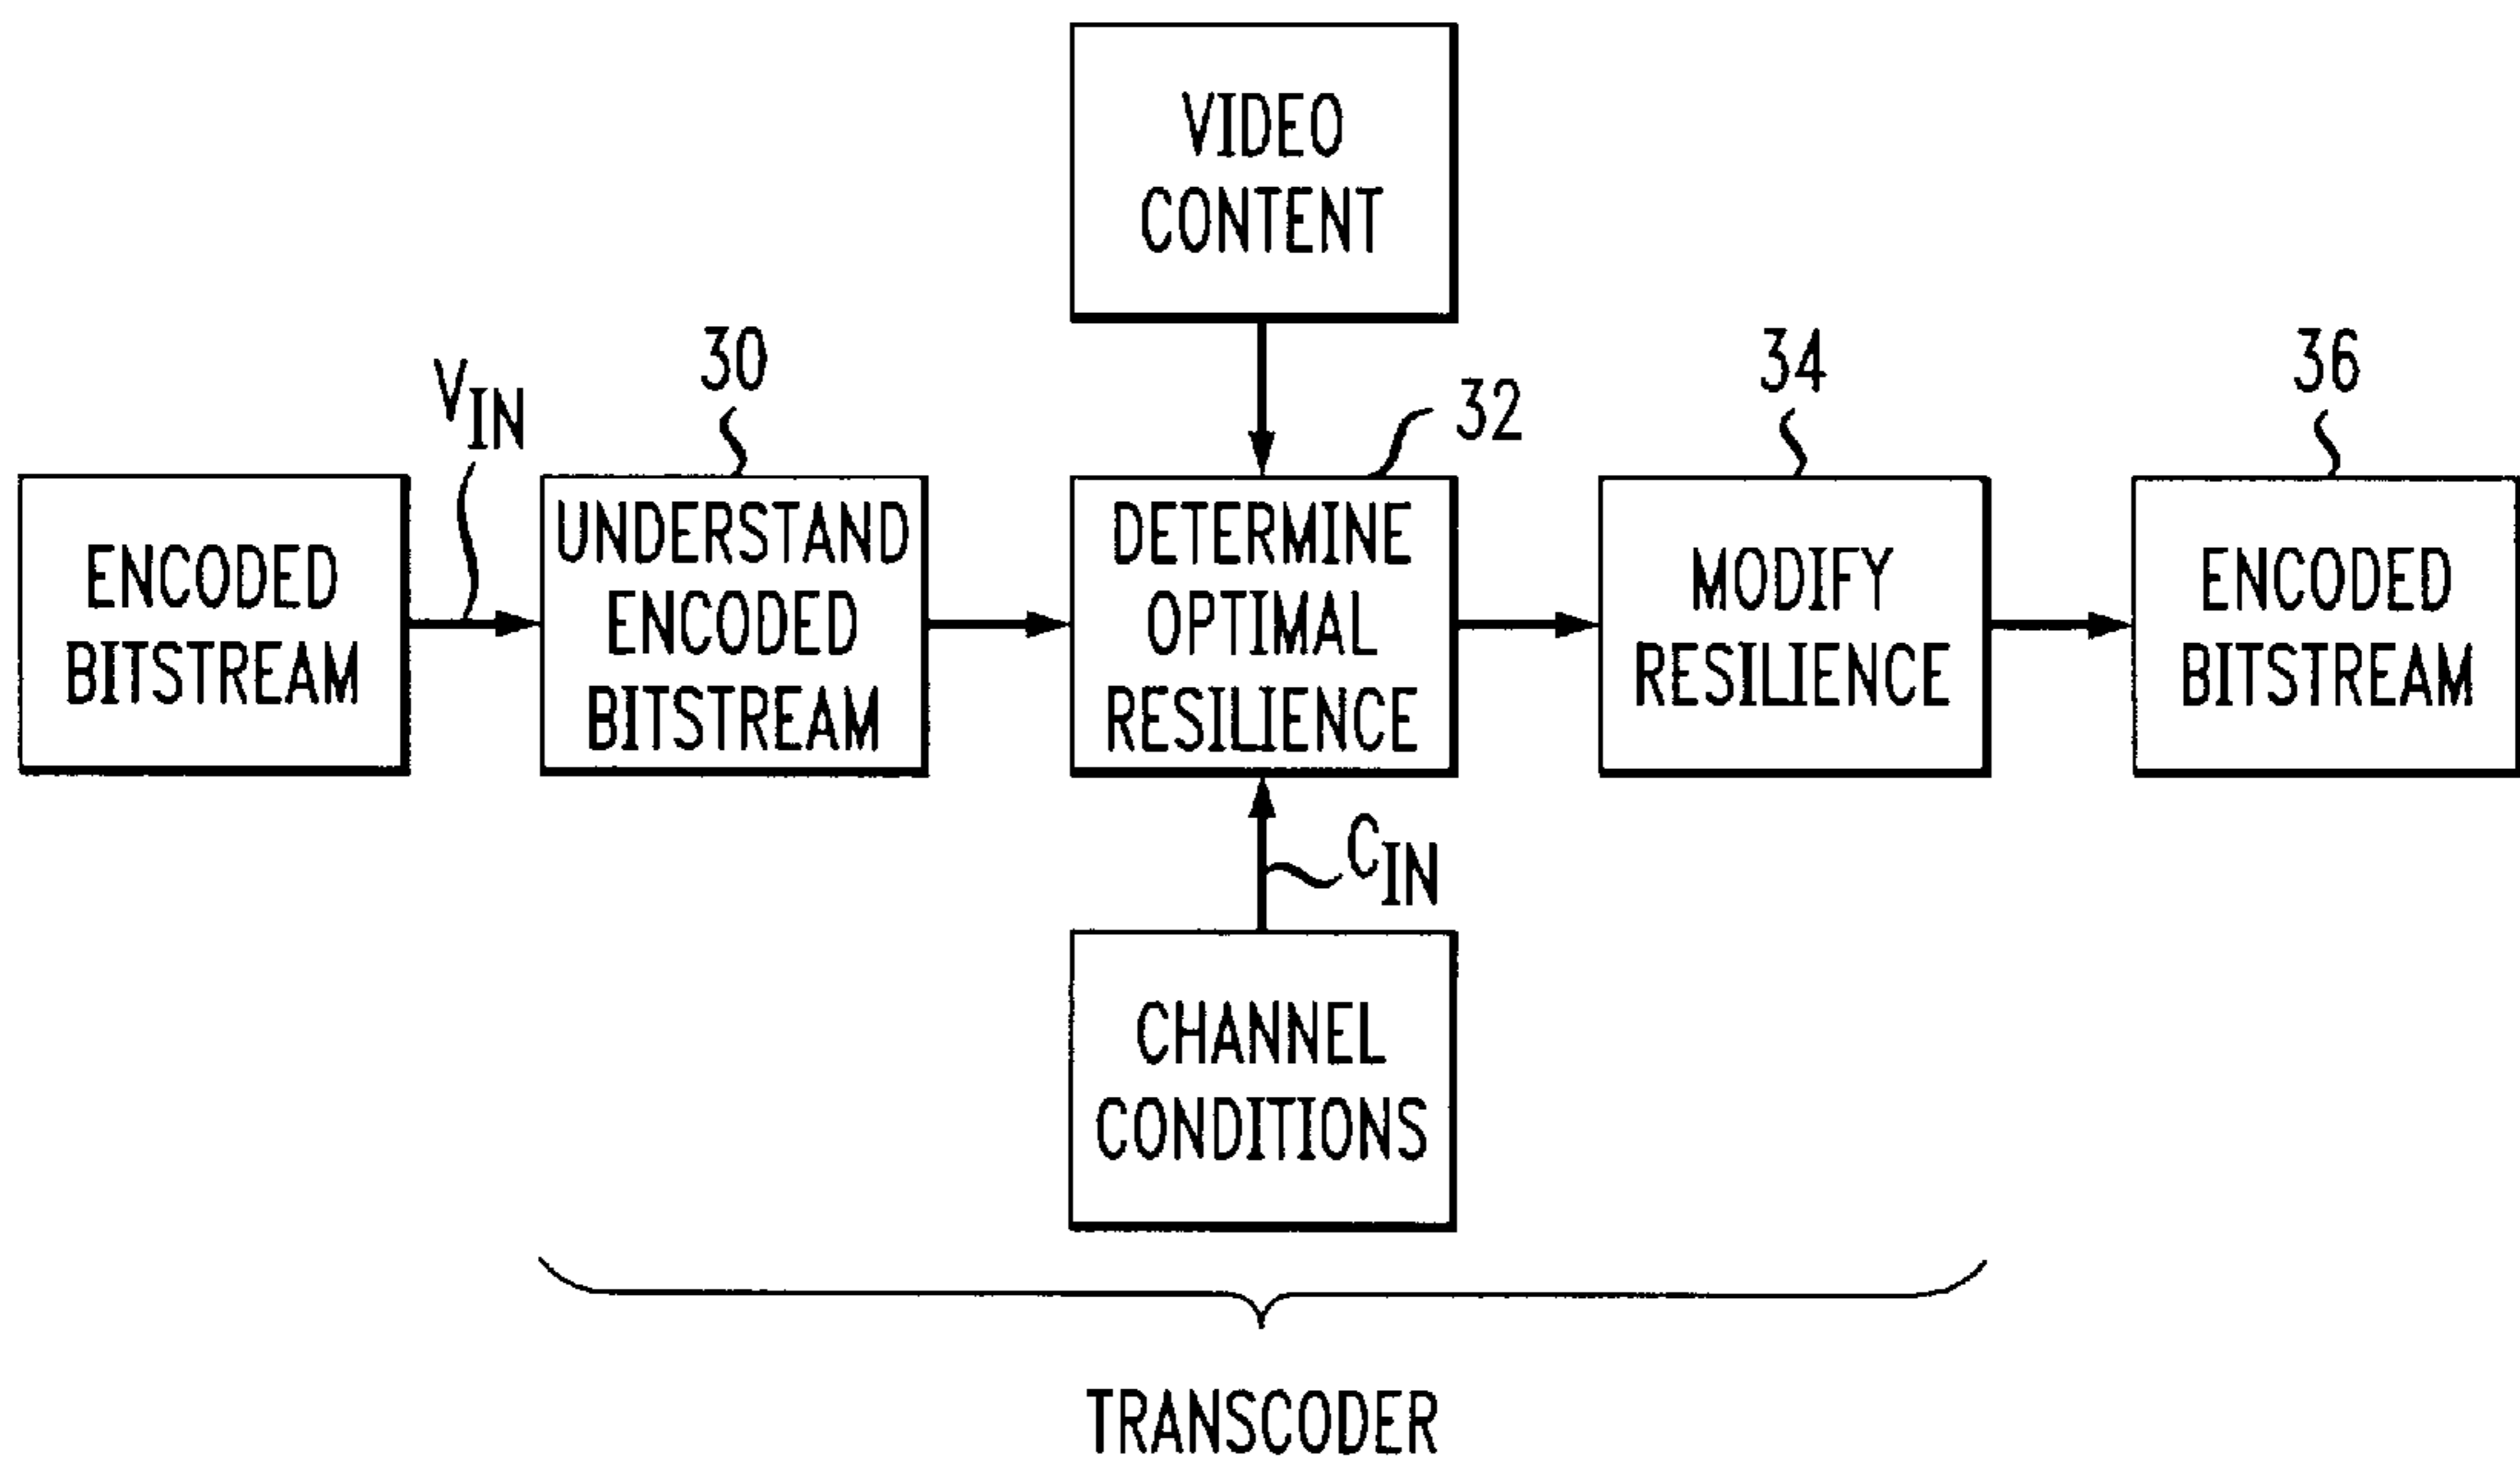 VIDEO
CONTENT
V_IN
30
32
34
36
ENCODED
BITSTREAM
UNDERSTAND
ENCODED
BITSTREAM
DETERMINE
OPTIMAL
RESILIENCE
MODIFY
RESILIENCE
ENCODED
BITSTREAM
C_IN
CHANNEL
CONDITIONS
TRANSCODER